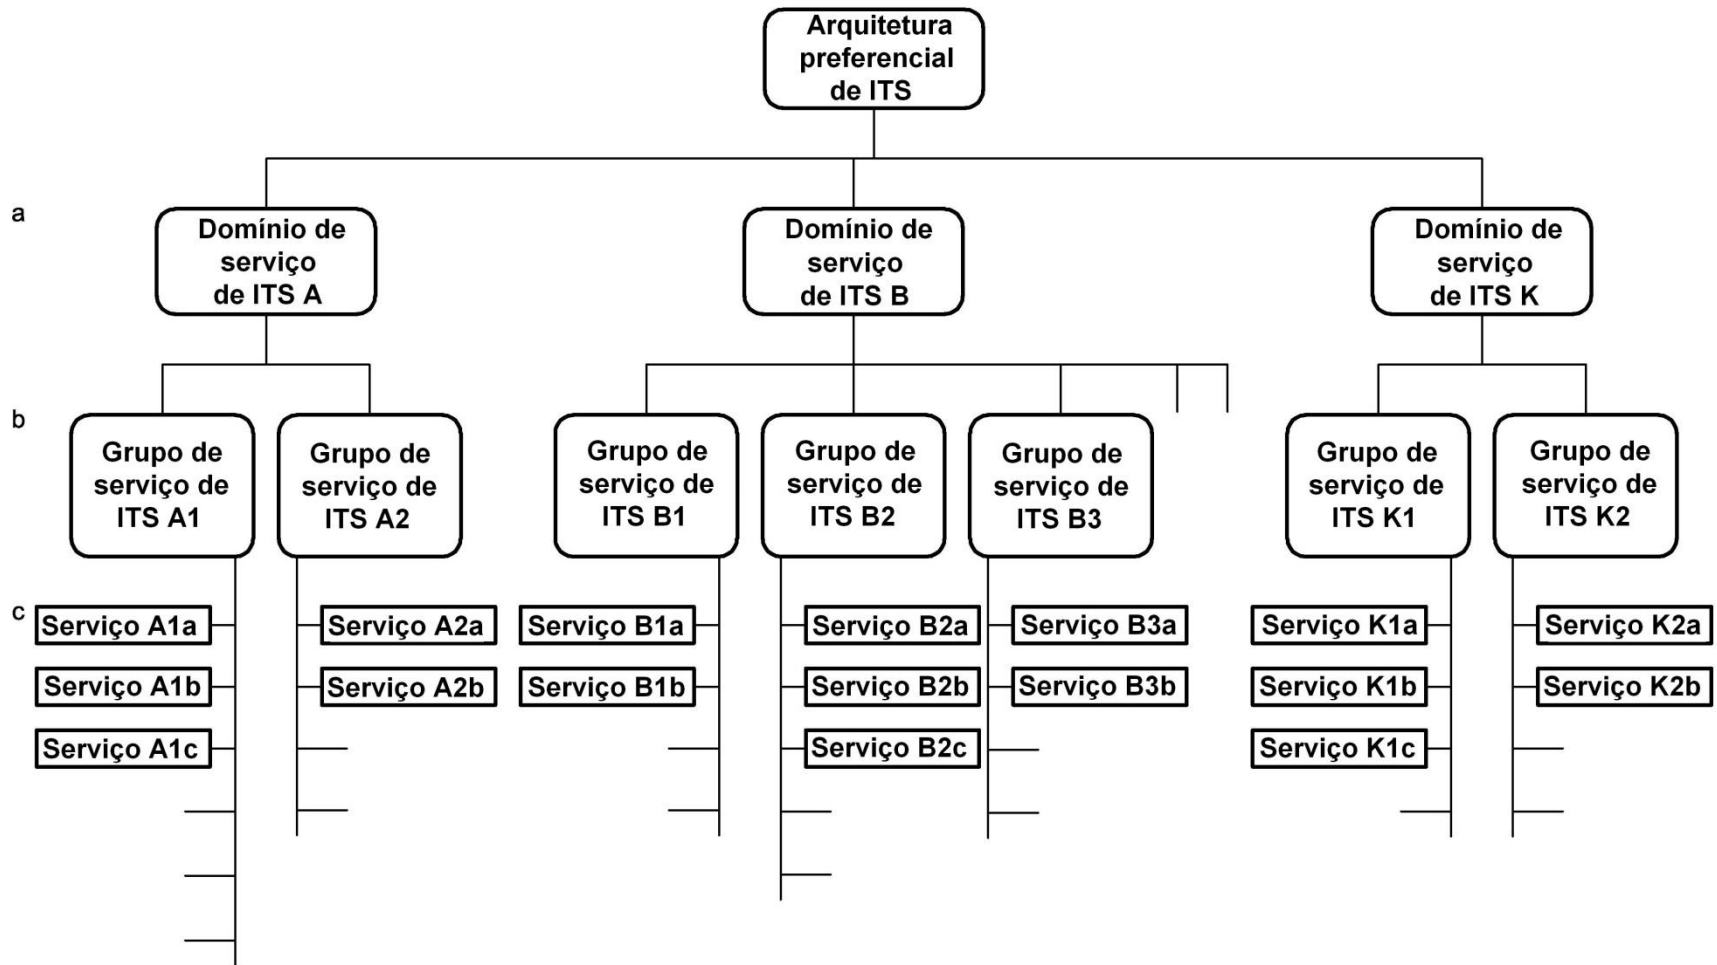 Arquitetura
preferencial
de ITS
a
Domínio de
serviço
de ITS A
Domínio de
serviço
de ITS B
Domínio de
serviço
de ITS K
b
Grupo de
serviço de
ITS A1
Grupo de
serviço de
ITS A2
Grupo de
serviço de
ITS B1
Grupo de
serviço de
ITS B2
Grupo de
serviço de
ITS B3
Grupo de
serviço de
ITS K1
Grupo de
serviço de
ITS K2
c
Serviço A1a
Serviço A2a
Serviço B1a
Serviço B2a
Serviço B3a
Serviço K1a
Serviço K2a
Serviço A1b
Serviço A2b
Serviço B1b
Serviço B2b
Serviço B3b
Serviço K1b
Serviço K2b
Serviço A1c
Serviço B2c
Serviço K1c